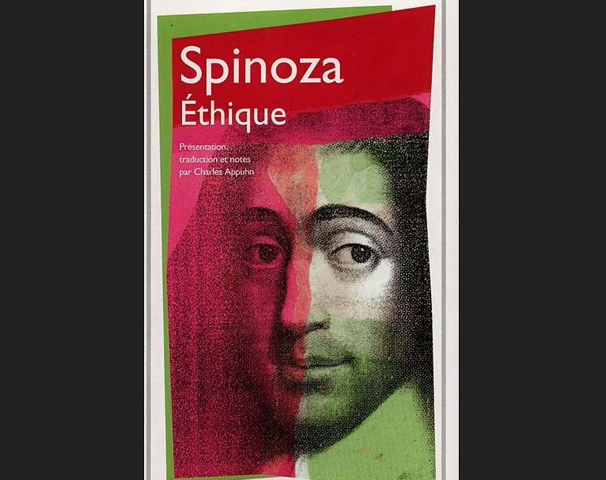 Spinoza
Éthique
Présentation,
traduction et notes
par Charles Appuhn